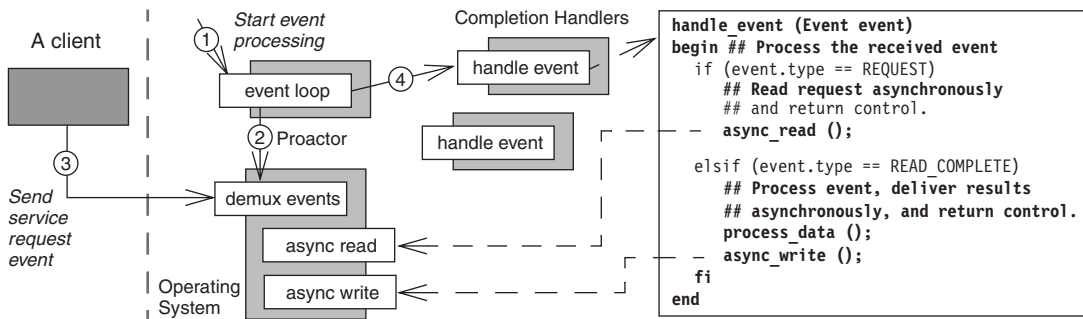 A client
1
Start event
processing
event loop
2
Proactor
3
Send
service
request
event
demux events
async read
async write
Operating
System
4
Completion Handlers
handle event
handle event
handle_event (Event event)
begin ## Process the received event
if (event.type == REQUEST)
## Read request asynchronously
## and return control.
async_read ();
elsif (event.type == READ_COMPLETE)
## Process event, deliver results
## asynchronously, and return control.
process_data ();
async_write ();
fi
end